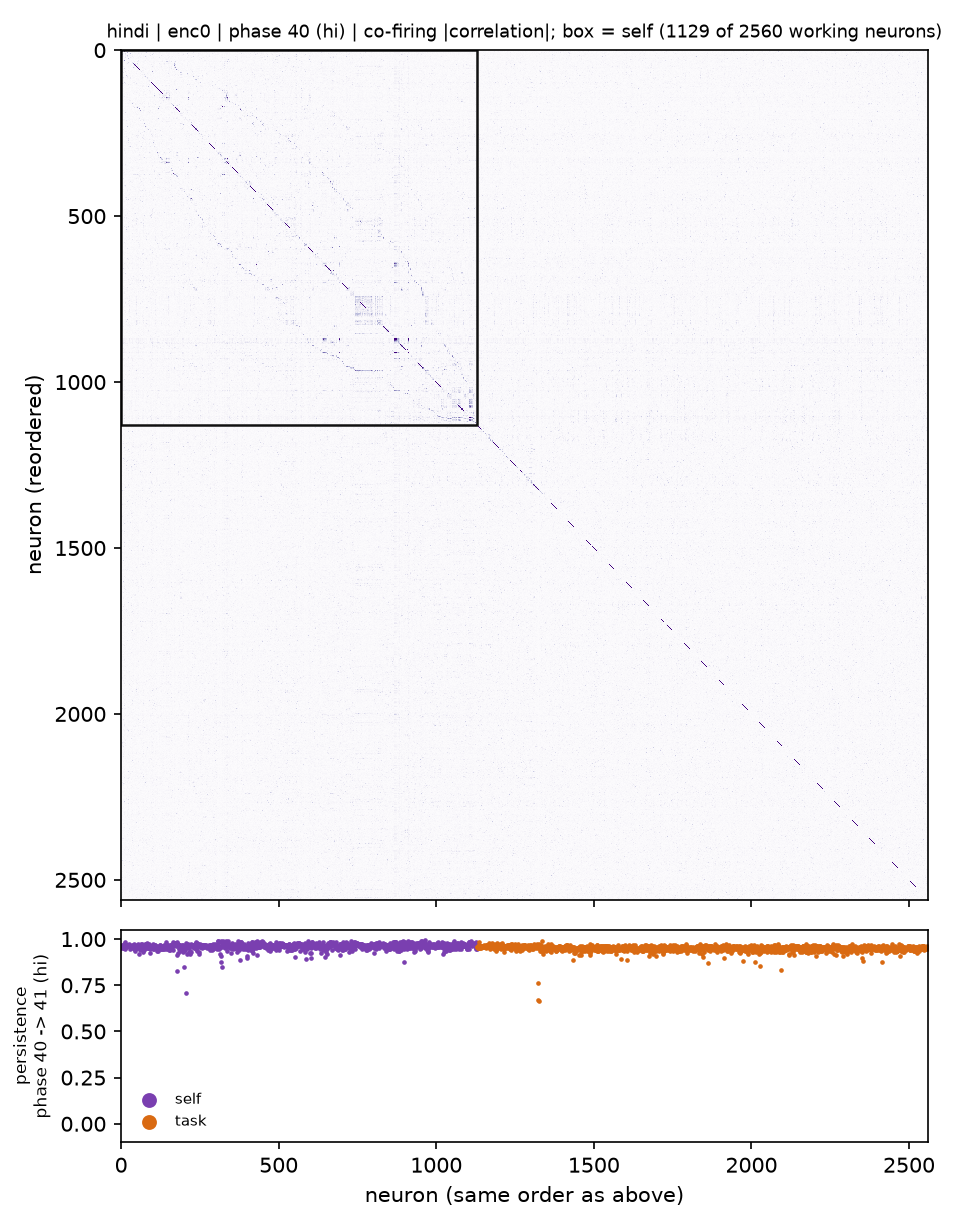 hindi | enc0 | phase 40 (hi) | co-firing |correlation|; box = self (1129 of 2560 working neurons)
0
500
1000
1500
2000
2500
neuron (reordered)
1.00
0.75
0.50
0.25
0.00
persistence
phase 40 -> 41 (hi)
self
task
0 500 1000 1500 2000 2500
neuron (same order as above)